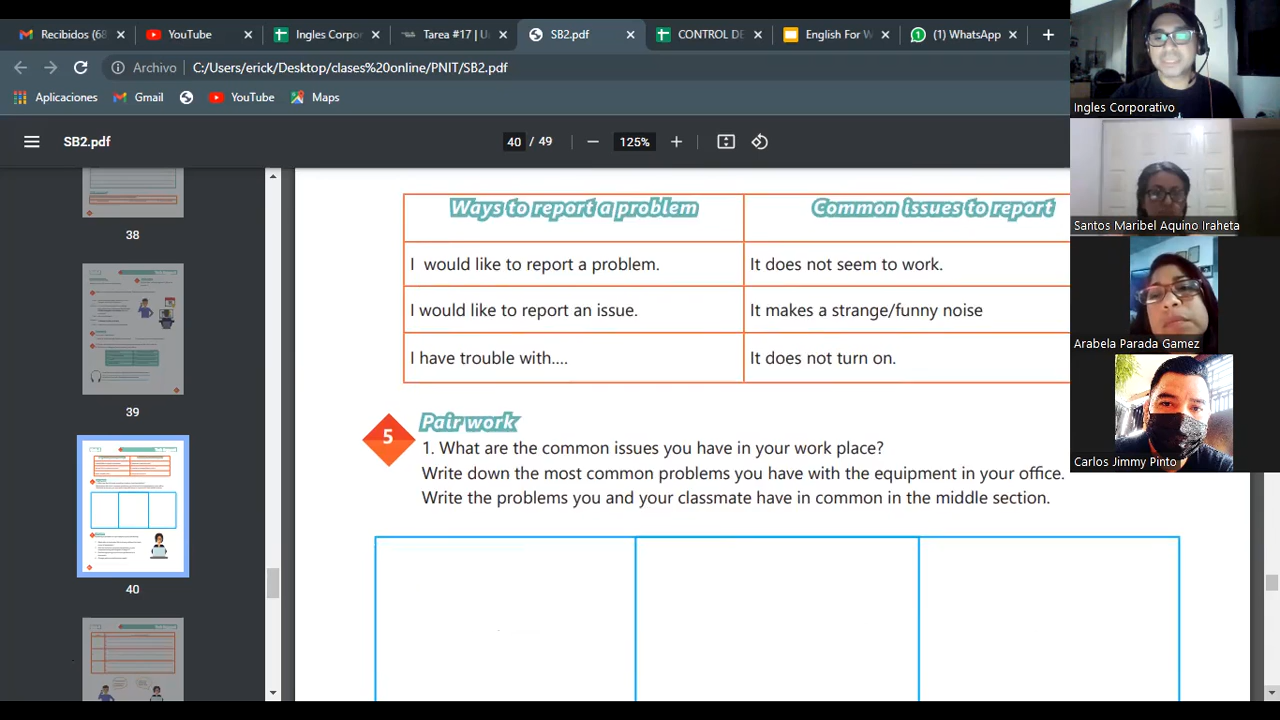 Recibidos (68
YouTube
Ingles Corpor
Tarea #17 | U
SB2.pdf
CONTROL DE
English For W
(1) WhatsApp
Archivo
C:/Users/erick/Desktop/clases%20online/PNIT/SB2.pdf
Aplicaciones
Gmail
YouTube
Maps
SB2.pdf
40 / 49
125%
Ingles Corporativo
Santos Maribel Aquino Iraheta
Arabela Parada Gamez
Carlos Jimmy Pinto
38
39
40
Ways to report a problem
Common issues to report
I would like to report a problem.
It does not seem to work.
I would like to report an issue.
It makes a strange/funny noise
I have trouble with....
It does not turn on.
5
Pair work
1. What are the common issues you have in your work place?
Write down the most common problems you have with the equipment in your office.
Write the problems you and your classmate have in common in the middle section.